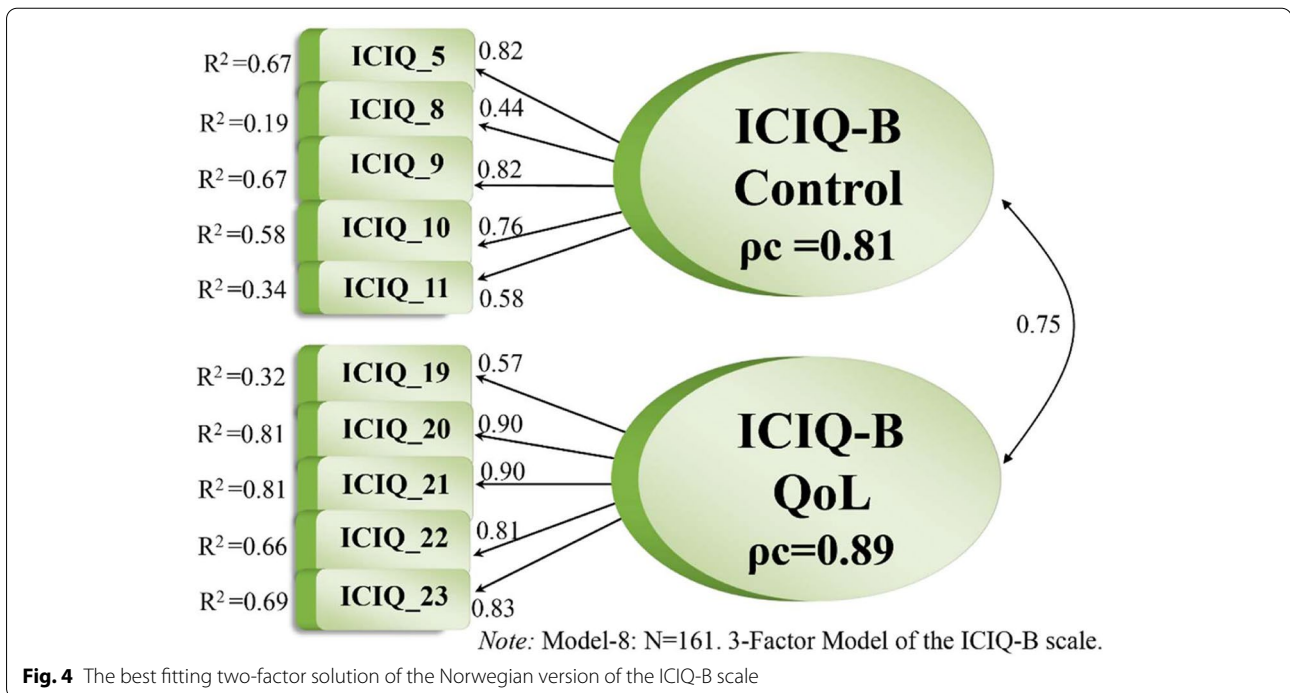 R²=0.67 ICIQ_5 0.82
R²=0.19 ICIQ_8 0.44
R²=0.67 ICIQ_9 0.82
R²=0.58 ICIQ_10 0.76
R²=0.34 ICIQ_11 0.58
ICIQ-B
Control
ρc =0.81
0.75
R²=0.32 ICIQ_19 0.57
R²=0.81 ICIQ_20 0.90
R²=0.81 ICIQ_21 0.90
R²=0.66 ICIQ_22 0.81
R²=0.69 ICIQ_23 0.83
ICIQ-B
QoL
ρc=0.89
Note: Model-8: N=161. 3-Factor Model of the ICIQ-B scale.
Fig. 4 The best fitting two-factor solution of the Norwegian version of the ICIQ-B scale